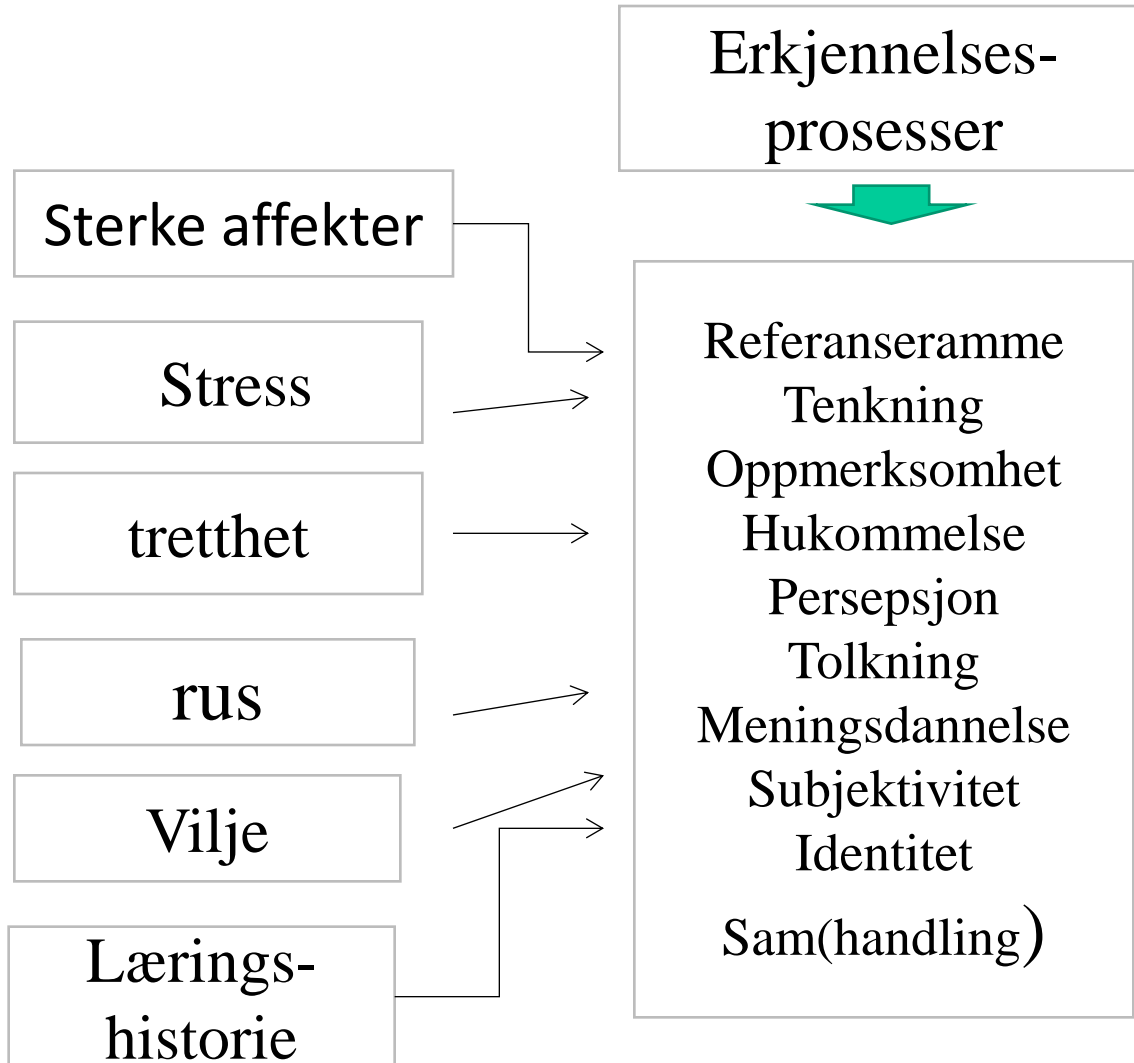 Erkjennelses-
prosesser
Sterke affekter
Stress
tretthet
rus
Vilje
Lærings-
historie
Referanseramme
Tenkning
Oppmerksomhet
Hukommelse
Persepsjon
Tolkning
Meningsdannelse
Subjektivitet
Identitet
Sam(handling)